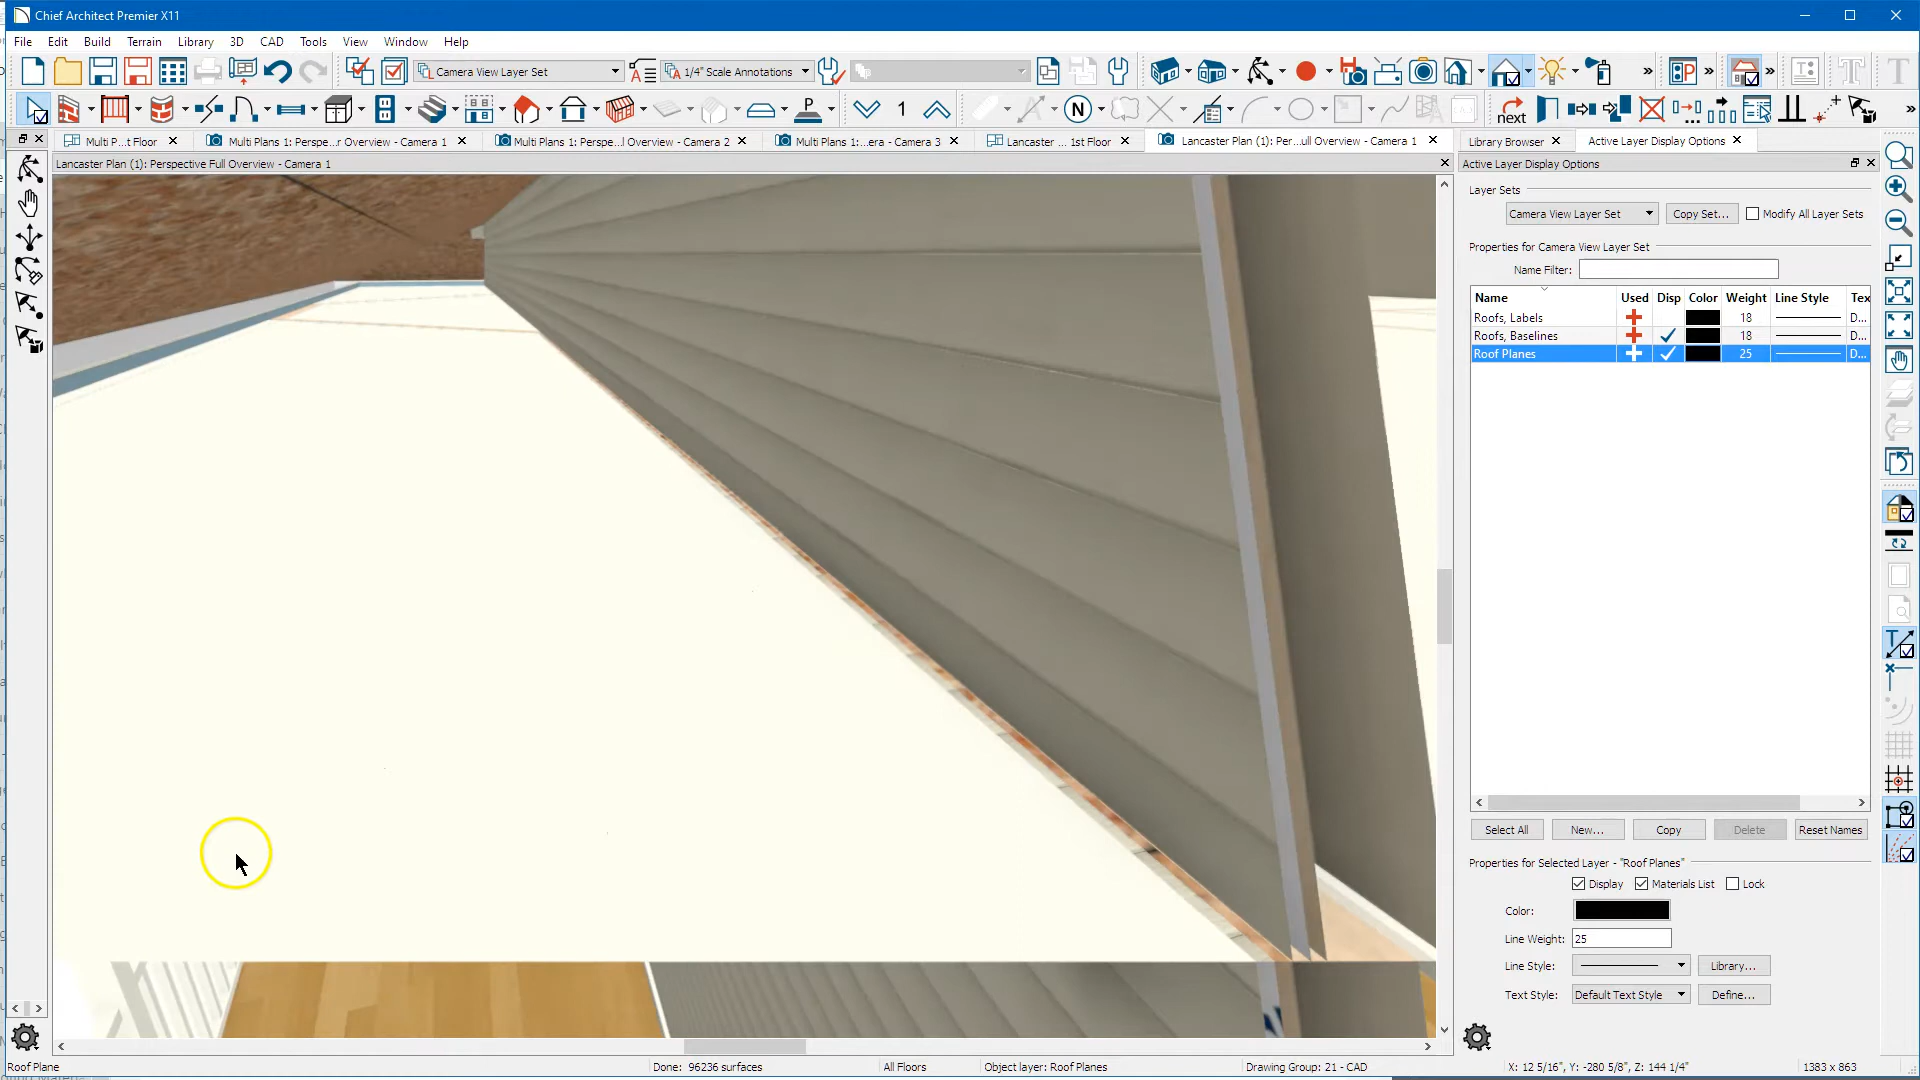 Chief Architect Premier X11
File Edit Build Terrain Library 3D CAD Tools View Window Help
Camera View Layer Set 1/4" Scale Annotations
1 N next
Multi P...t Floor Multi Plans 1: Perspe...r Overview - Camera 1 Multi Plans 1: Perspe...l Overview - Camera 2 Multi Plans 1:...era - Camera 3 Lancaster ... 1st Floor Lancaster Plan (1): Per...ull Overview - Camera 1 Library Browser Active Layer Display Options
Lancaster Plan (1): Perspective Full Overview - Camera 1
Active Layer Display Options
Layer Sets
Camera View Layer Set Copy Set... Modify All Layer Sets
Properties for Camera View Layer Set
Name Filter:
Name Used Disp Color Weight Line Style Tex
Roofs, Labels 18 D...
Roofs, Baselines 18 D...
Roof Planes 25 D...
Select All New... Copy Delete Reset Names
Properties for Selected Layer - "Roof Planes"
Display Materials List Lock
Color:
Line Weight: 25
Line Style: Library...
Text Style: Default Text Style Define...
Roof Plane Done: 96236 surfaces All Floors Object layer: Roof Planes Drawing Group: 21 - CAD X: 12 5/16", Y: -280 5/8", Z: 144 1/4" 1383 x 863